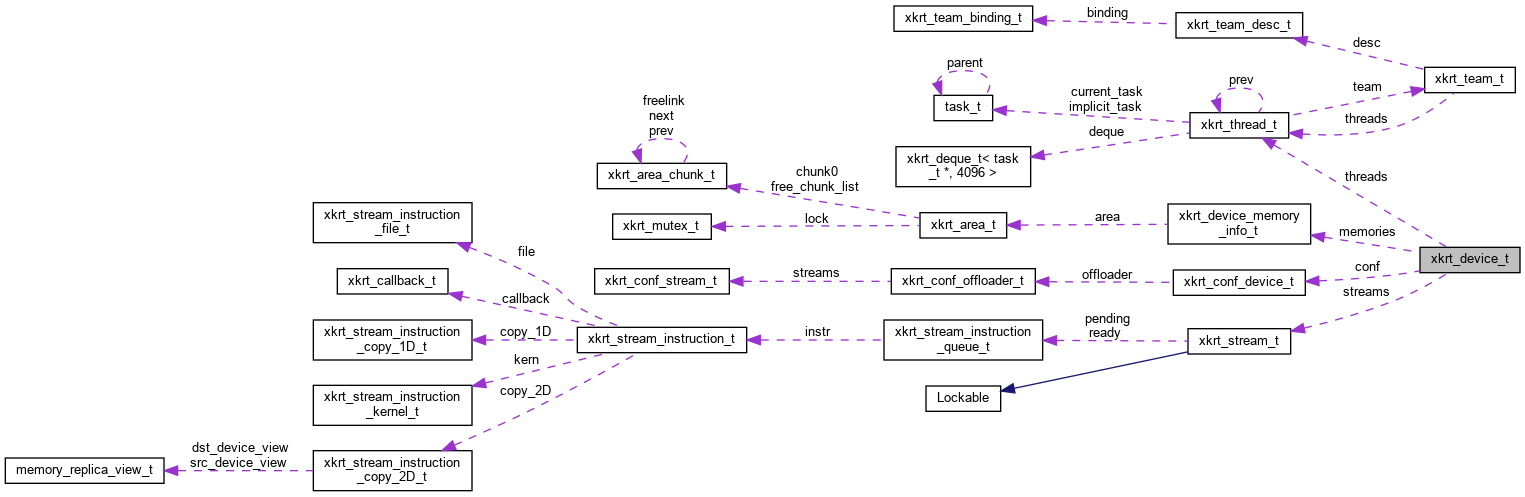 xkrt_team_binding_t
binding
xkrt_team_desc_t
desc
xkrt_team_t
parent
task_t
current_task
implicit_task
prev
team
threads
xkrt_thread_t
deque
xkrt_deque_t< task
_t *, 4096 >
freelink
next
prev
xkrt_area_chunk_t
chunk0
free_chunk_list
threads
xkrt_stream_instruction
_file_t
xkrt_mutex_t
lock
xkrt_area_t
area
xkrt_device_memory
_info_t
memories
xkrt_device_t
file
xkrt_callback_t
callback
xkrt_conf_stream_t
streams
xkrt_conf_offloader_t
offloader
xkrt_conf_device_t
conf
streams
xkrt_stream_instruction
_copy_1D_t
copy_1D
xkrt_stream_instruction_t
instr
xkrt_stream_instruction
_queue_t
pending
ready
xkrt_stream_t
kern
xkrt_stream_instruction
_kernel_t
copy_2D
Lockable
memory_replica_view_t
dst_device_view
src_device_view
xkrt_stream_instruction
_copy_2D_t